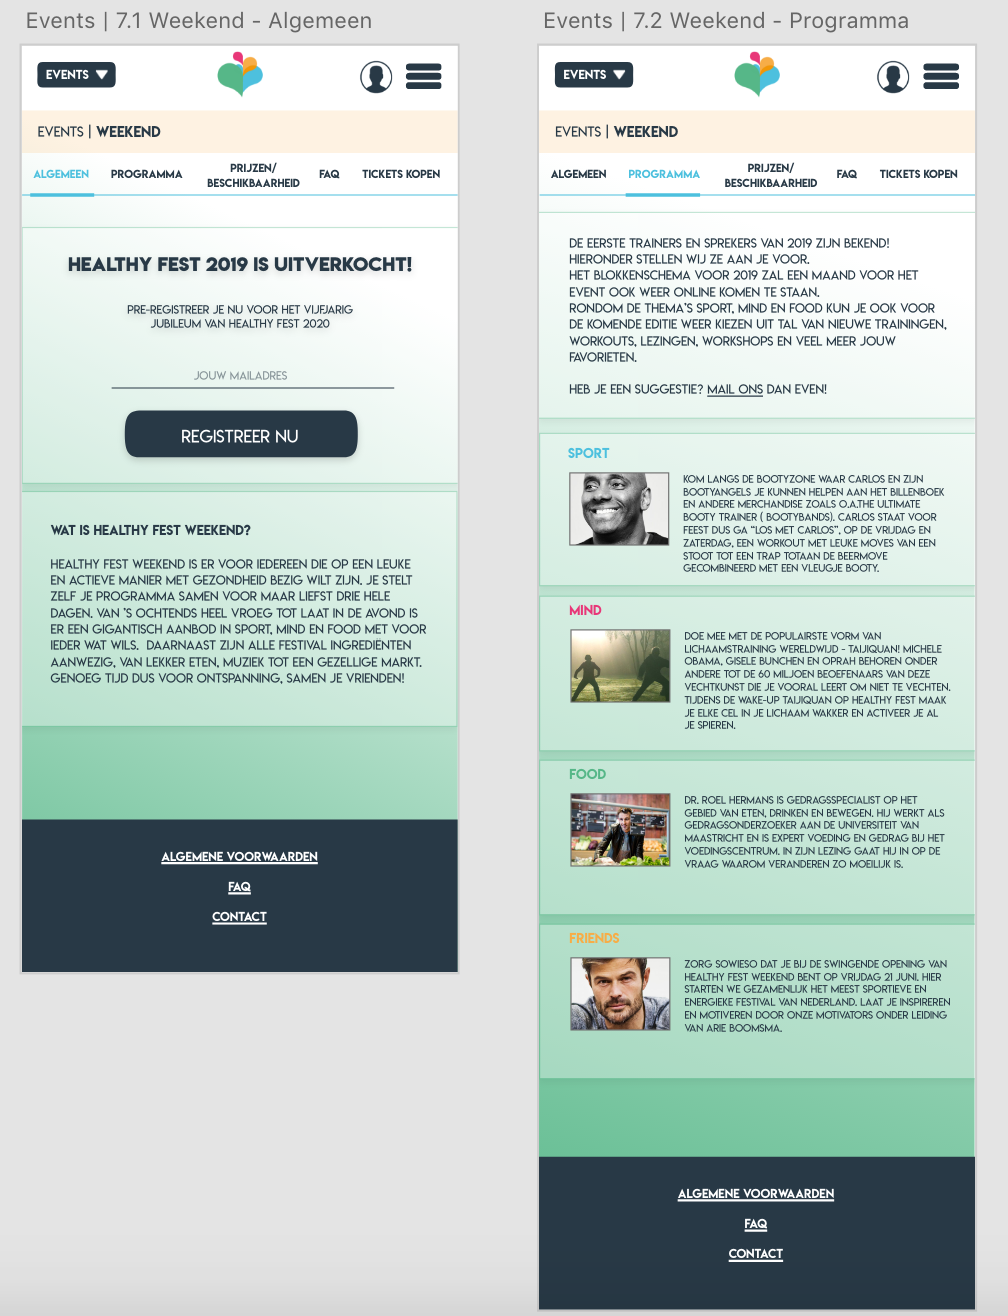 Events | 7.1 Weekend - Algemeen
EVENTS
EVENTS | WEEKEND
ALGEMEEN
PROGRAMMA
PRIJZEN/
BESCHIKBAARHEID
FAQ
TICKETS KOPEN
HEALTHY FEST 2019 IS UITVERKOCHT!
PRE-REGISTREER JE NU VOOR HET VIJFJARIG
JUBILEUM VAN HEALTHY FEST 2020
JOUW MAILADRES
REGISTREER NU
WAT IS HEALTHY FEST WEEKEND?
HEALTHY FEST WEEKEND IS ER VOOR IEDEREEN DIE OP EEN LEUKE
EN ACTIEVE MANIER MET GEZONDHEID BEZIG WILT ZIJN. JE STELT
ZELF JE PROGRAMMA SAMEN VOOR MAAR LIEFST DRIE HELE
DAGEN. VAN 'S OCHTENDS HEEL VROEG TOT LAAT IN DE AVOND IS
ER EEN GIGANTISCH AANBOD IN SPORT, MIND EN FOOD MET VOOR
IEDER WAT WILS. DAARNAAST ZIJN ALLE FESTIVAL INGREDIËNTEN
AANWEZIG, VAN LEKKER ETEN, MUZIEK TOT EEN GEZELLIGE MARKT.
GENOEG TIJD DUS VOOR ONTSPANNING, SAMEN JE VRIENDEN!
ALGEMENE VOORWAARDEN
FAQ
CONTACT
Events | 7.2 Weekend - Programma
EVENTS
EVENTS | WEEKEND
ALGEMEEN
PROGRAMMA
PRIJZEN/
BESCHIKBAARHEID
FAQ
TICKETS KOPEN
DE EERSTE TRAINERS EN SPREKERS VAN 2019 ZIJN BEKEND!
HIERONDER STELLEN WIJ ZE AAN JE VOOR.
HET BLOKKENSCHEMA VOOR 2019 ZAL EEN MAAND VOOR HET
EVENT OOK WEER ONLINE KOMEN TE STAAN.
RONDOM DE THEMA'S SPORT, MIND EN FOOD KUN JE OOK VOOR
DE KOMENDE EDITIE WEER KIEZEN UIT TAL VAN NIEUWE TRAININGEN,
WORKOUTS, LEZINGEN, WORKSHOPS EN VEEL MEER JOUW
FAVORIETEN.
HEB JE EEN SUGGESTIE? MAIL ONS DAN EVEN!
SPORT
KOM LANGS DE BOOTYZONE WAAR CARLOS EN ZIJN
BOOTYANGELS JE KUNNEN HELPEN AAN HET BILLENBOEK
EN ANDERE MERCHANDISE ZOALS O.A.THE ULTIMATE
BOOTY TRAINER ( BOOTYBANDS). CARLOS STAAT VOOR
FEEST DUS GA "LOS MET CARLOS", OP DE VRIJDAG EN
ZATERDAG, EEN WORKOUT MET LEUKE MOVES VAN EEN
STOOT TOT EEN TRAP TOTAAN DE BEERMOVE
GECOMBINEERD MET EEN VLEUGJE BOOTY.
MIND
DOE MEE MET DE POPULAIRSTE VORM VAN
LICHAAMSTRAINING WERELDWIJD - TAIJIQUAN! MICHELE
OBAMA, GISELE BUNCHEN EN OPRAH BEHOREN ONDER
ANDERE TOT DE 60 MILJOEN BEOEFENAARS VAN DEZE
VECHTKUNST DIE JE VOORAL LEERT OM NIET TE VECHTEN.
TIJDENS DE WAKE-UP TAIJIQUAN OP HEALTHY FEST MAAK
JE ELKE CEL IN JE LICHAAM WAKKER EN ACTIVEER JE AL
JE SPIEREN.
FOOD
DR. ROEL HERMANS IS GEDRAGSSPECIALIST OP HET
GEBIED VAN ETEN, DRINKEN EN BEWEGEN. HIJ WERKT ALS
GEDRAGSONDERZOEKER AAN DE UNIVERSITEIT VAN
MAASTRICHT EN IS EXPERT VOEDING EN GEDRAG BIJ HET
VOEDINGSCENTRUM. IN ZIJN LEZING GAAT HIJ IN OP DE
VRAAG WAAROM VERANDEREN ZO MOEILIJK IS.
FRIENDS
ZORG SOWIESO DAT JE BIJ DE SWINGENDE OPENING VAN
HEALTHY FEST WEEKEND BENT OP VRIJDAG 21 JUNI. HIER
STARTEN WE GEZAMENLIJK HET MEEST SPORTIEVE EN
ENERGIEKE FESTIVAL VAN NEDERLAND. LAAT JE INSPIREREN
EN MOTIVEREN DOOR ONZE MOTIVATORS ONDER LEIDING
VAN ARIE BOOMSMA.
ALGEMENE VOORWAARDEN
FAQ
CONTACT